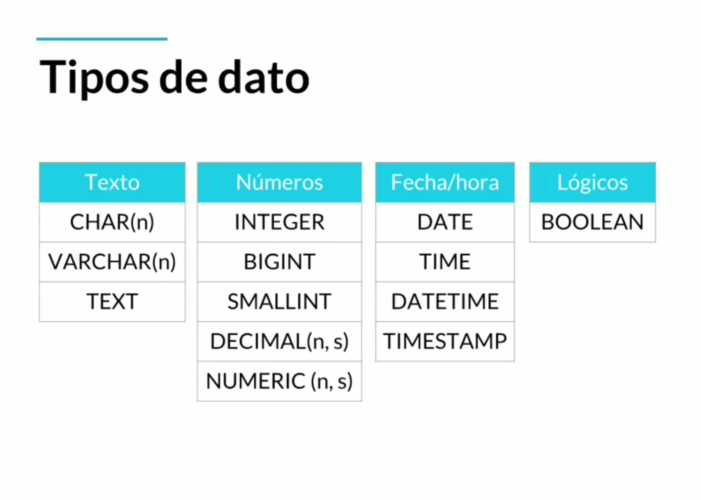 Tipos de dato
Texto
CHAR(n)
VARCHAR(n)
TEXT
Números
INTEGER
BIGINT
SMALLINT
DECIMAL(n, s)
NUMERIC (n, s)
Fecha/hora
DATE
TIME
DATETIME
TIMESTAMP
Lógicos
BOOLEAN